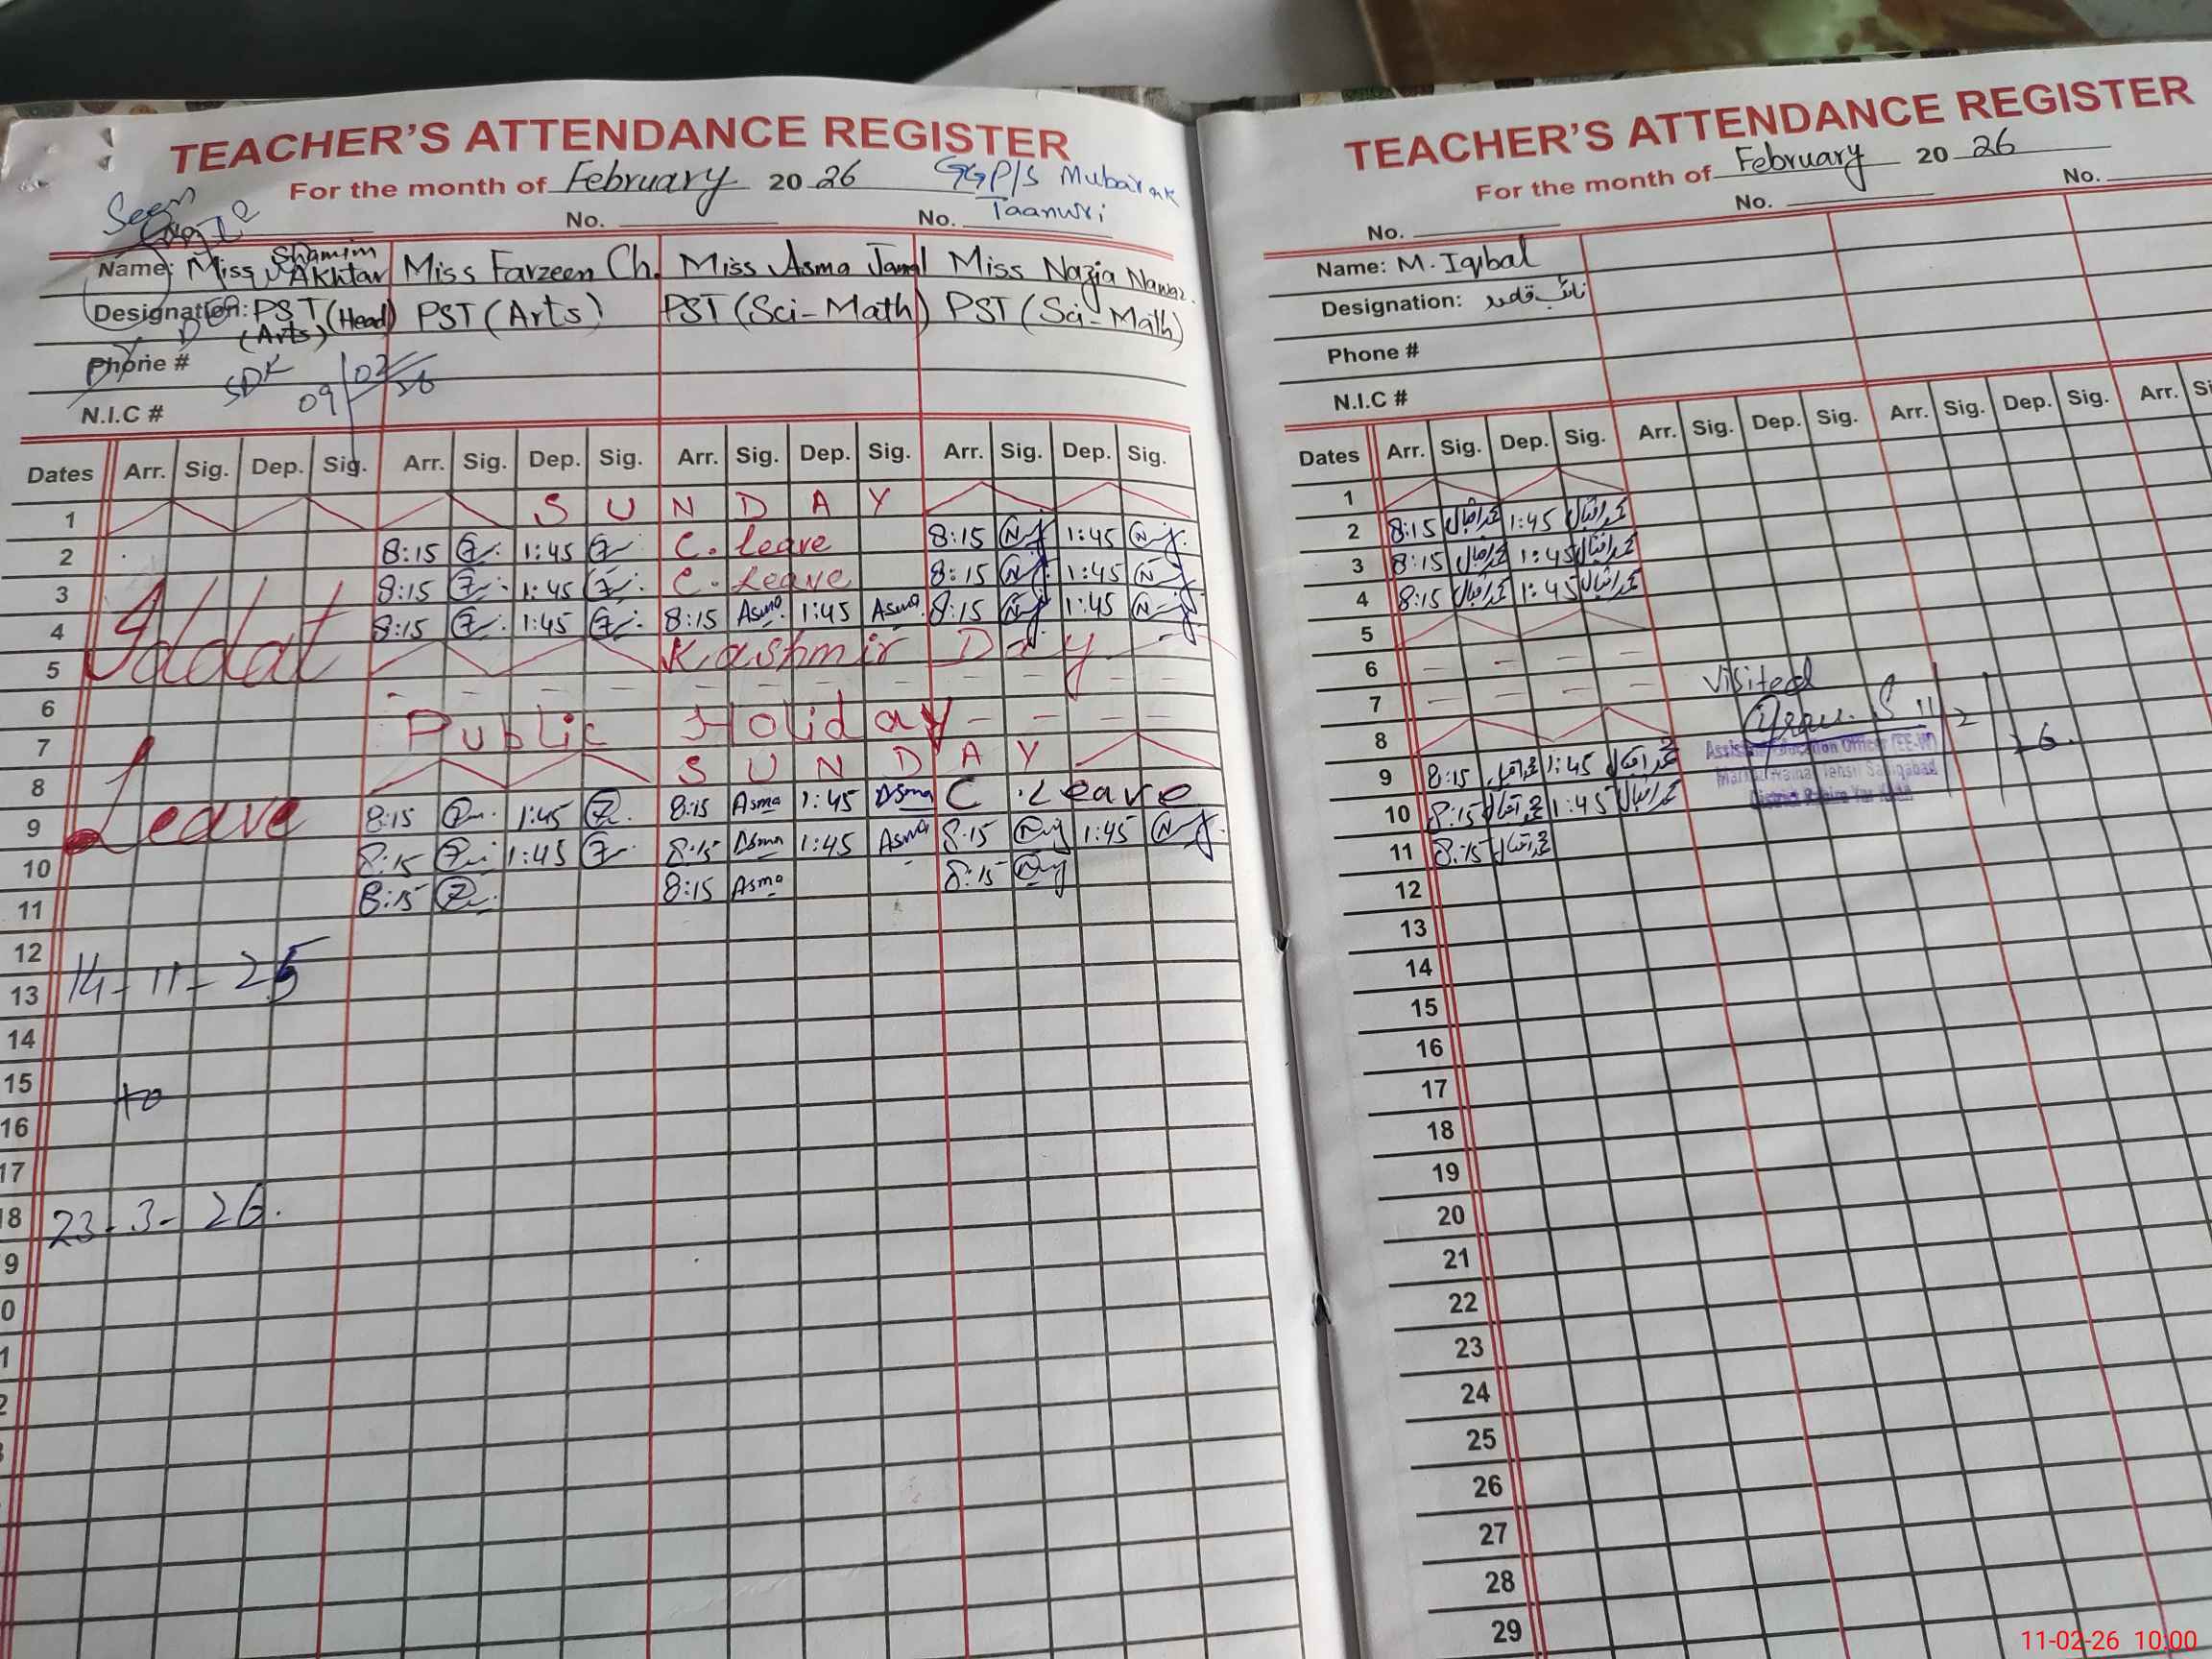 TEACHER'S ATTENDANCE REGISTER
For the month of February 20 26 GGP/S Mubarak
Taanwri
Seen
No. No.
Name: Miss Shamim Akhtar Miss Farzeen Ch. Miss Asma Jamal Miss Nazia Nawaz.
Designation: PST (Head) (Arts) PST (Arts) PST (Sci-Math) PST (Sci-Math)
Phone #
SDK
09/02/26
N.I.C #
Dates Arr. Sig. Dep. Sig. Arr. Sig. Dep. Sig. Arr. Sig. Dep. Sig. Arr. Sig. Dep. Sig.
1 SUNDAY
2 8:15 1:45 C. leave 8:15 1:45
3 8:15 1:45 C. Leave 8:15 1:45
4 8:15 1:45 8:15 Asma 1:45 Asma 8:15 1:45
Iddat
5 Kashmir Day
6
7 Public Holiday
8 SUNDAY
Leave
9 8:15 1:45 8:15 Asma 1:45 Asma C. Leave
10 8:15 1:45 8:15 Asma 1:45 Asma 8:15 1:45
11 8:15 8:15 Asma 8:15
12
13 14-11-25
14
15
to
16
17
18 23-3-26.
9
0
1
2
TEACHER'S ATTENDANCE REGISTER
For the month of February 20 26
No. No. No.
Name: M. Iqbal
Designation: نائب قاصد
Phone #
N.I.C #
Dates Arr. Sig. Dep. Sig. Arr. Sig. Dep. Sig. Arr. Sig. Dep. Sig. Arr. Si
1
2 8:15 محمد اقبال 1:45 محمد اقبال
3 8:15 محمد اقبال 1:45 محمد اقبال
4 8:15 محمد اقبال 1:45 محمد اقبال
5
6
7
Visited
11/2/26.
8
Assistant Education Officer (EE-W)
Tehsil Sadiqabad
District Rahim Yar Khan
9 8:15 محمد اقبال 1:45 محمد اقبال
10 8:15 محمد اقبال 1:45 محمد اقبال
11 8:15 محمد اقبال
12
13
14
15
16
17
18
19
20
21
22
23
24
25
26
27
28
29
11-02-26 10:00